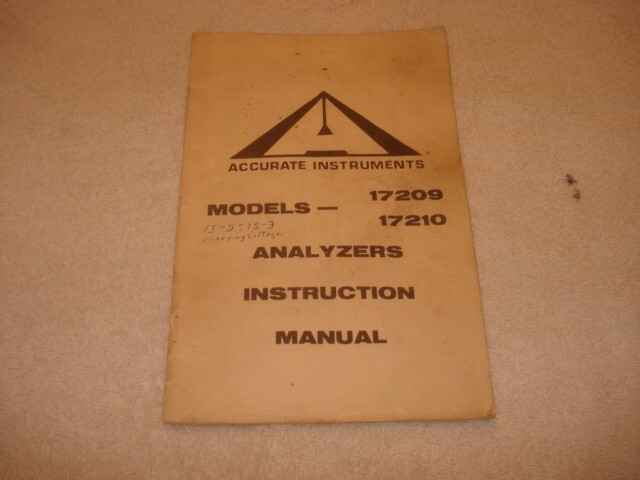 ACCURATE INSTRUMENTS
MODELS — 17209
17210
13-5:15-3
ANALYZERS
INSTRUCTION
MANUAL